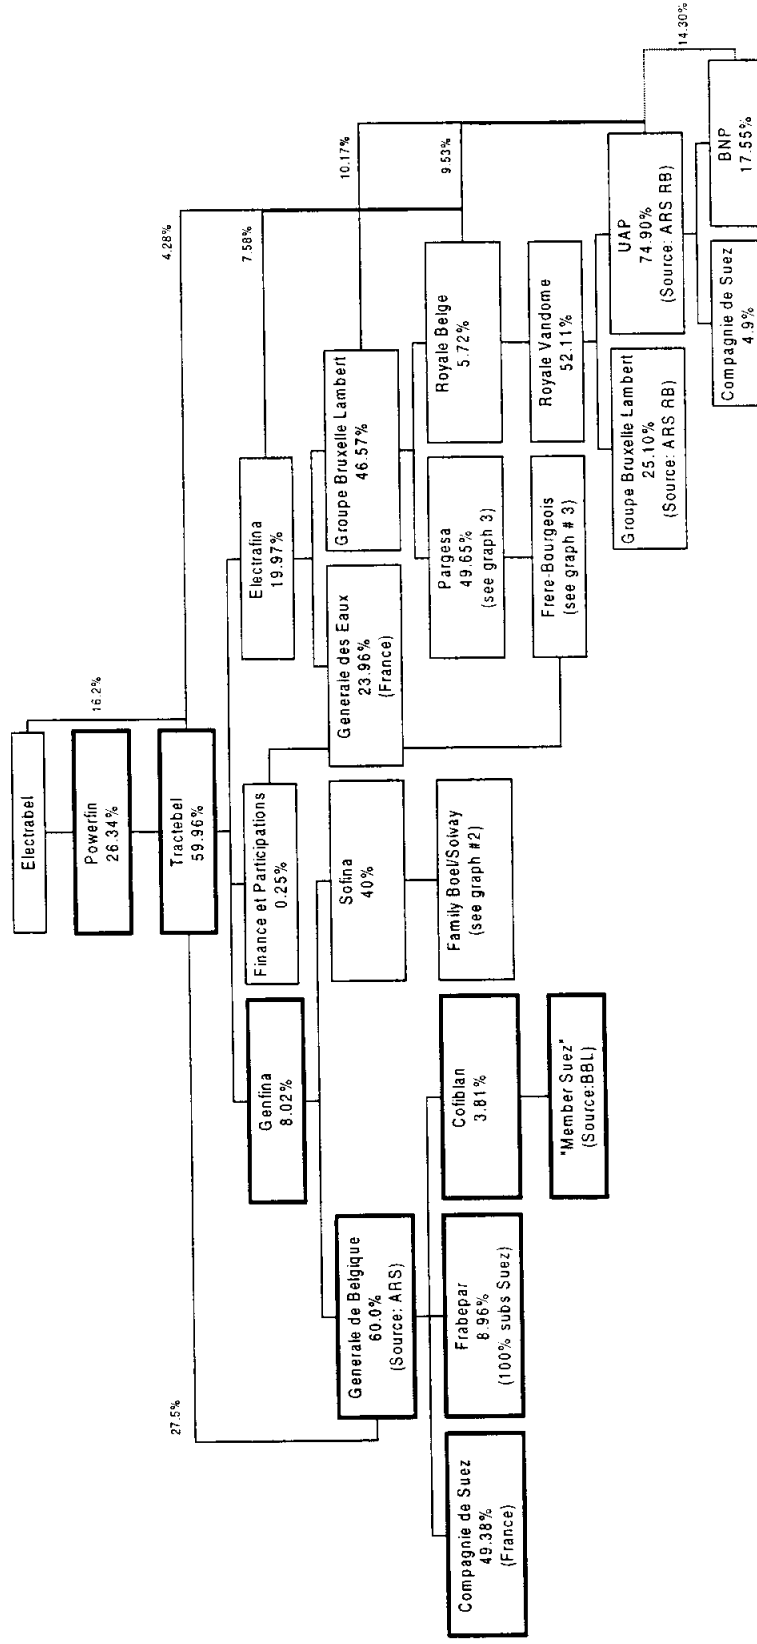 Electrabel
16.2%
Powerfin
26.34%
Tractebel
59.96%
4.28%
27.5%
7.58%
Genfina
8.02%
Finance et Participations
0.25%
Electrafina
19.97%
10.17%
Generale de Belgique
60.0%
(Source: ARS)
Sofina
40%
Generale des Eaux
23.96%
(France)
Groupe Bruxelle Lambert
46.57%
9.53%
Compagnie de Suez
49.38%
(France)
Frabepar
8.96%
(100% subs Suez)
Cofiblan
3.81%
Family Boel/Solvay
(see graph #2)
Pargesa
49.65%
(see graph 3)
Royale Belge
5.72%
"Member Suez"
(Source:BBL)
Frere-Bourgeois
(see graph # 3)
Royale Vandome
52.11%
Groupe Bruxelle Lambert
25.10%
(Source: ARS RB)
UAP
74.90%
(Source: ARS RB)
14.30%
Compagnie de Suez
4.9%
BNP
17.55%